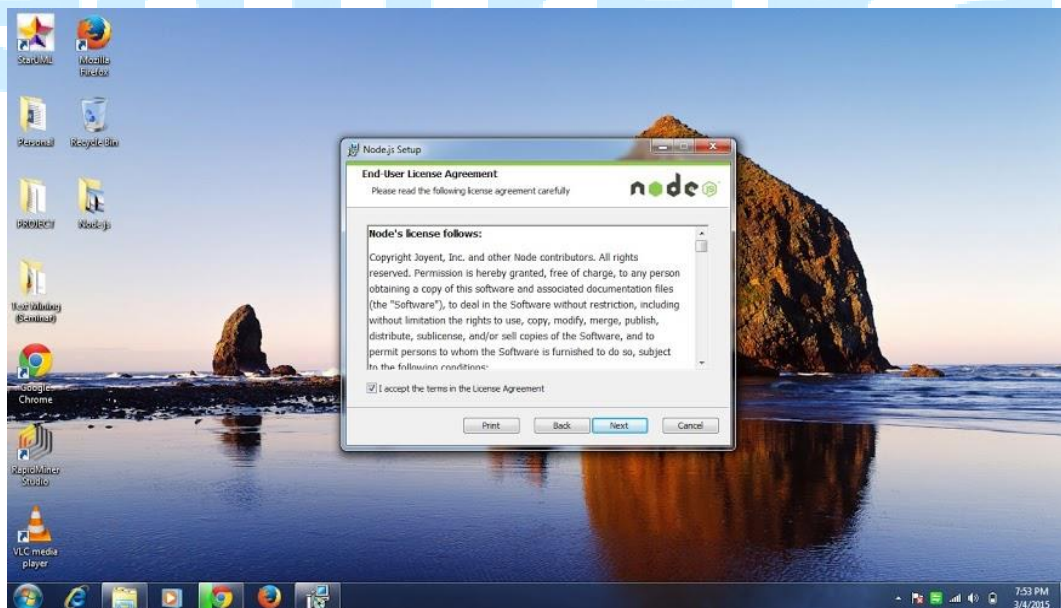 StarUML
Mozilla
Firefox
Personal
Recycle Bin
PROJECT
Node.js
Text Mining
(Seminar)
Google
Chrome
RapidMiner
Studio
VLC media
player
Node.js Setup
End-User License Agreement
Please read the following license agreement carefully
node JS
Node's license follows:
Copyright Joyent, Inc. and other Node contributors. All rights
reserved. Permission is hereby granted, free of charge, to any person
obtaining a copy of this software and associated documentation files
(the "Software"), to deal in the Software without restriction, including
without limitation the rights to use, copy, modify, merge, publish,
distribute, sublicense, and/or sell copies of the Software, and to
permit persons to whom the Software is furnished to do so, subject
to the following conditions:
I accept the terms in the License Agreement
Print
Back
Next
Cancel
7:53 PM
3/4/2015